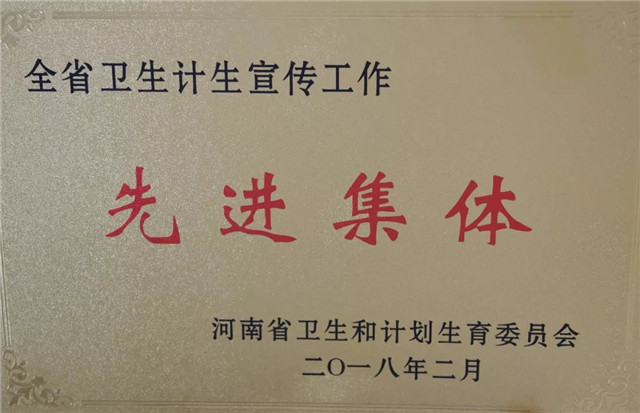 全省卫生计生宣传工作
先进集体
河南省卫生和计划生育委员会
二〇一八年二月